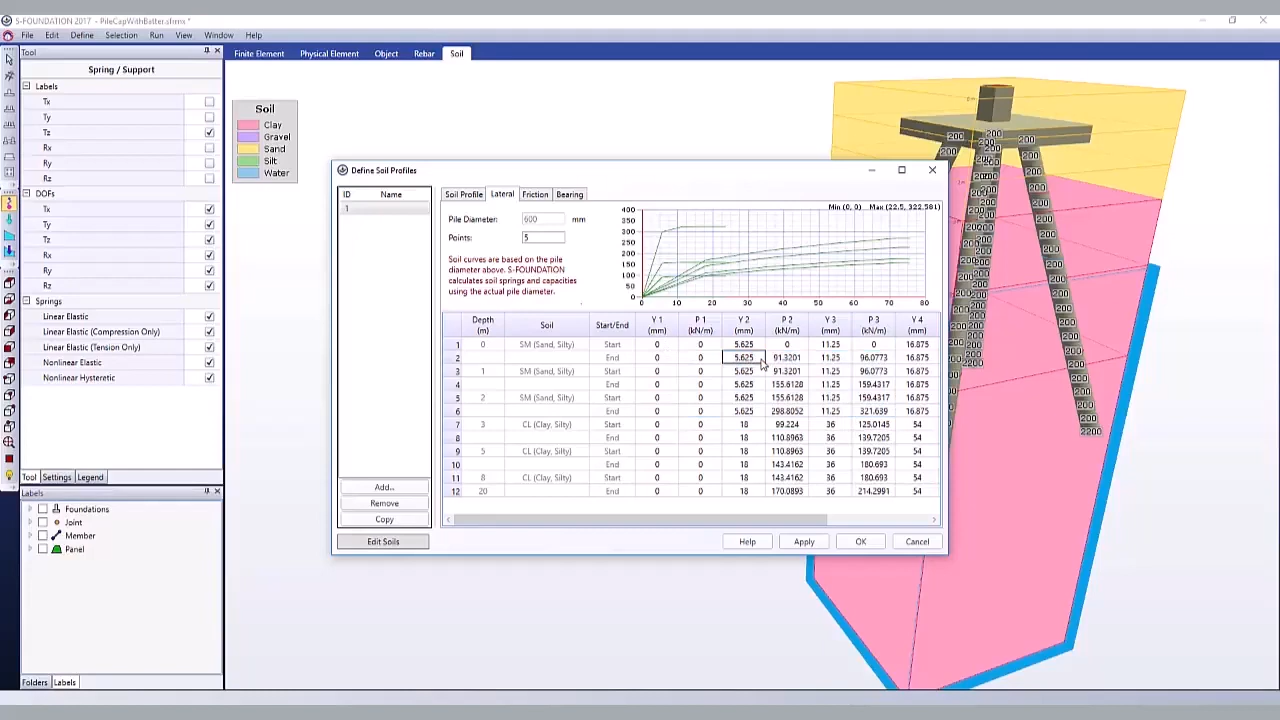 S-FOUNDATION 2017 - PileCapWithBatter.sfmx *
File Edit Define Selection Run View Window Help
Tool
Spring / Support
Labels
Tx
Ty
Tz
Rx
Ry
Rz
DOFs
Tx
Ty
Tz
Rx
Ry
Rz
Springs
Linear Elastic
Linear Elastic (Compression Only)
Linear Elastic (Tension Only)
Nonlinear Elastic
Nonlinear Hysteretic
Tool Settings Legend
Labels
Foundations
Joint
Member
Panel
Folders Labels
Finite Element Physical Element Object Rebar Soil
Soil
Clay
Gravel
Sand
Silt
Water
Define Soil Profiles
ID Name
1
Add...
Remove
Copy
Edit Soils
Soil Profile Lateral Friction Bearing
Pile Diameter: 600 mm
Points: 5
Soil curves are based on the pile
diameter above. S-FOUNDATION
calculates soil springs and capacities
using the actual pile diameter.
Min (0, 0) Max (22.5, 322.581)
400
350
300
250
200
150
100
50
0
0 10 20 30 40 50 60 70 80
Depth (m) Soil Start/End Y 1 (mm) P 1 (kN/m) Y 2 (mm) P 2 (kN/m) Y 3 (mm) P 3 (kN/m) Y 4 (mm)
1 0 SM (Sand, Silty) Start 0 0 5.625 0 11.25 0 16.875
2 End 0 0 5.625 91.3201 11.25 96.0773 16.875
3 1 SM (Sand, Silty) Start 0 0 5.625 91.3201 11.25 96.0773 16.875
4 End 0 0 5.625 155.6128 11.25 159.4317 16.875
5 2 SM (Sand, Silty) Start 0 0 5.625 155.6128 11.25 159.4317 16.875
6 End 0 0 5.625 298.8052 11.25 321.639 16.875
7 3 CL (Clay, Silty) Start 0 0 18 99.224 36 125.0145 54
8 End 0 0 18 110.8963 36 139.7205 54
9 5 CL (Clay, Silty) Start 0 0 18 110.8963 36 139.7205 54
10 End 0 0 18 143.4162 36 180.693 54
11 8 CL (Clay, Silty) Start 0 0 18 143.4162 36 180.693 54
12 20 End 0 0 18 170.0893 36 214.2991 54
Help Apply OK Cancel
200
200
200
200
200
200
200
200
200
200
200
200
200
2200